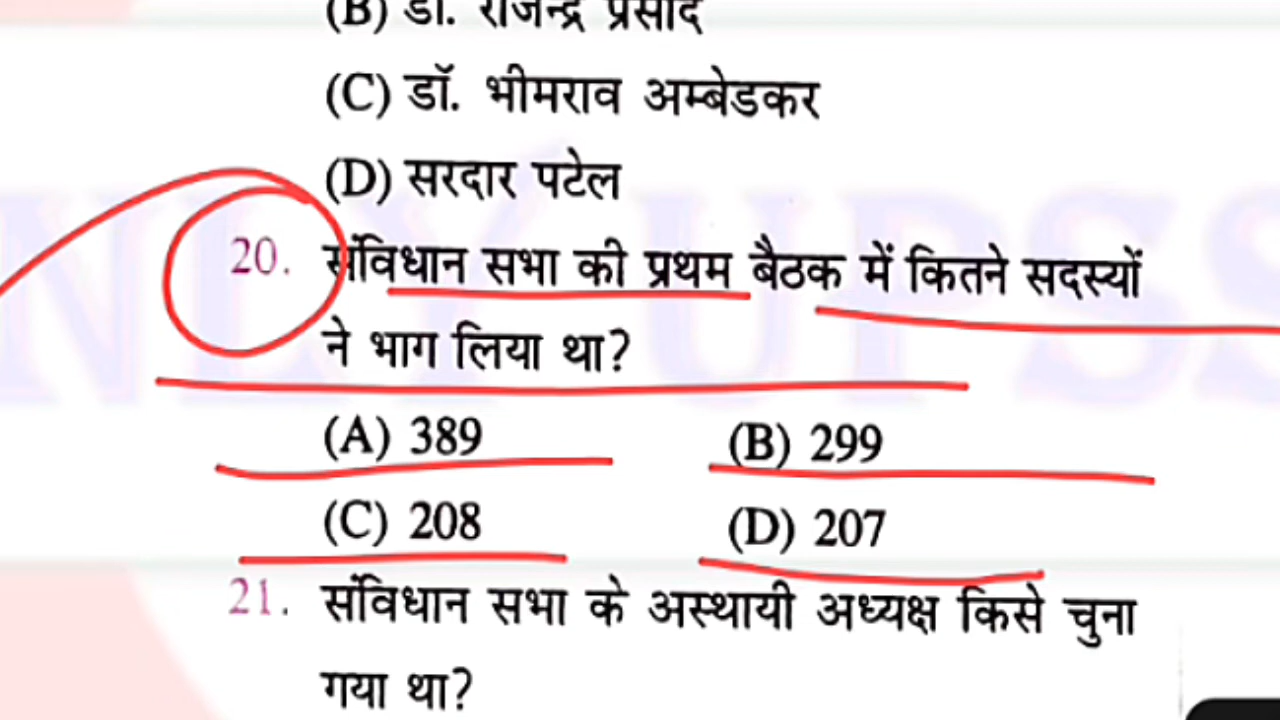 (B) डॉ. राजेन्द्र प्रसाद
(C) डॉ. भीमराव अम्बेडकर
(D) सरदार पटेल
20. संविधान सभा की प्रथम बैठक में कितने सदस्यों
ने भाग लिया था?
(A) 389 (B) 299
(C) 208 (D) 207
21. संविधान सभा के अस्थायी अध्यक्ष किसे चुना
गया था?